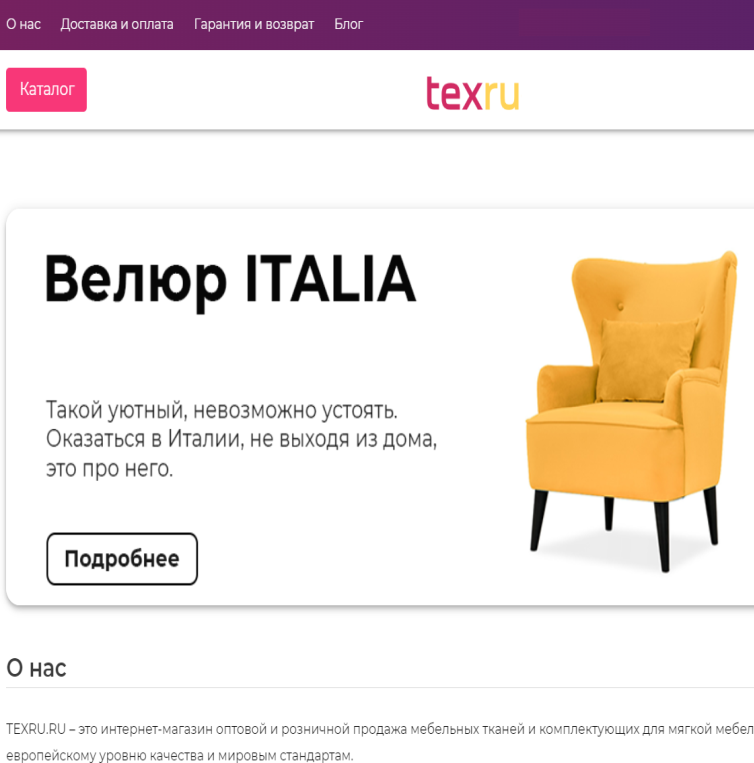 О нас Доставка и оплата Гарантия и возврат Блог
Каталог
texru
Велюр ITALIA
Такой уютный, невозможно устоять.
Оказаться в Италии, не выходя из дома,
это про него.
Подробнее
О нас
TEXRU.RU – это интернет-магазин оптовой и розничной продажа мебельных тканей и комплектующих для мягкой мебел
европейскому уровню качества и мировым стандартам.